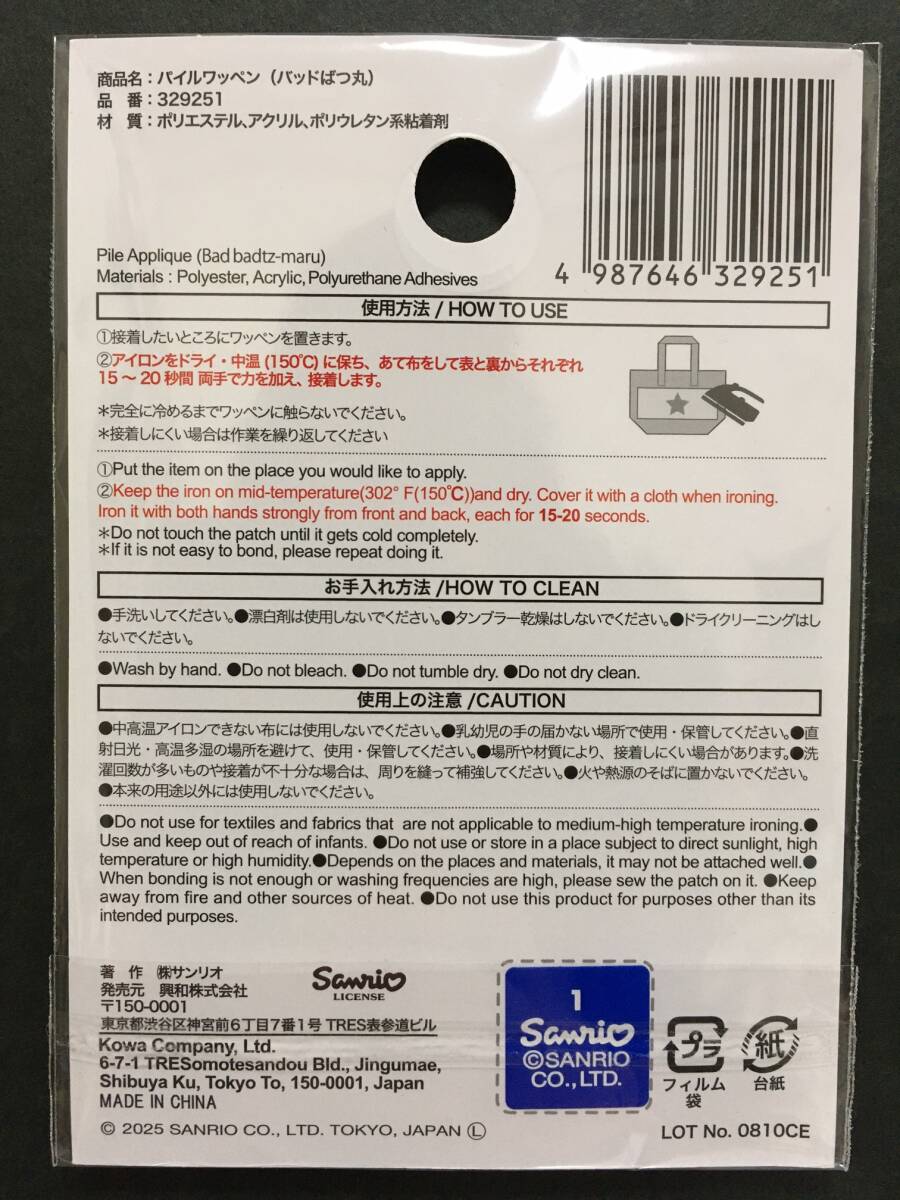 商品名：パイルワッペン（バッドばつ丸）
品　番：329251
材　質：ポリエステル、アクリル、ポリウレタン系粘着剤
Pile Applique (Bad badtz-maru)
Materials : Polyester, Acrylic, Polyurethane Adhesives
4 987646 329251
使用方法 / HOW TO USE
①接着したいところにワッペンを置きます。
②アイロンをドライ・中温 (150℃) に保ち、あて布をして表と裏からそれぞれ
15 〜 20 秒間 両手で力を加え、接着します。
＊完全に冷めるまでワッペンに触らないでください。
＊接着しにくい場合は作業を繰り返してください
①Put the item on the place you would like to apply.
②Keep the iron on mid-temperature(302° F(150℃))and dry. Cover it with a cloth when ironing.
Iron it with both hands strongly from front and back, each for 15-20 seconds.
＊Do not touch the patch until it gets cold completely.
＊If it is not easy to bond, please repeat doing it.
お手入れ方法 /HOW TO CLEAN
●手洗いしてください。●漂白剤は使用しないでください。●タンブラー乾燥はしないでください。●ドライクリーニングはし
ないでください。
●Wash by hand. ●Do not bleach. ●Do not tumble dry. ●Do not dry clean.
使用上の注意 /CAUTION
●中高温アイロンできない布には使用しないでください。●乳幼児の手の届かない場所で使用・保管してください。●直
射日光・高温多湿の場所を避けて、使用・保管してください。●場所や材質により、接着しにくい場合があります。●洗
濯回数が多いものや接着が不十分な場合は、周りを縫って補強してください。●火や熱源のそばに置かないでください。
●本来の用途以外には使用しないでください。
●Do not use for textiles and fabrics that are not applicable to medium-high temperature ironing.●
Use and keep out of reach of infants. ●Do not use or store in a place subject to direct sunlight, high
temperature or high humidity.●Depends on the places and materials, it may not be attached well.●
When bonding is not enough or washing frequencies are high, please sew the patch on it. ●Keep
away from fire and other sources of heat. ●Do not use this product for purposes other than its
intended purposes.
著　作　㈱サンリオ
発売元　興和株式会社
〒150-0001
東京都渋谷区神宮前6丁目7番1号 TRES表参道ビル
Kowa Company, Ltd.
6-7-1 TRESomotesandou Bld., Jingumae,
Shibuya Ku, Tokyo To, 150-0001, Japan
MADE IN CHINA
© 2025 SANRIO CO., LTD. TOKYO, JAPAN Ⓛ
Sanrio
LICENSE
1
Sanrio
©SANRIO
CO.,LTD.
プラ
フィルム
袋
紙
台紙
LOT No. 0810CE